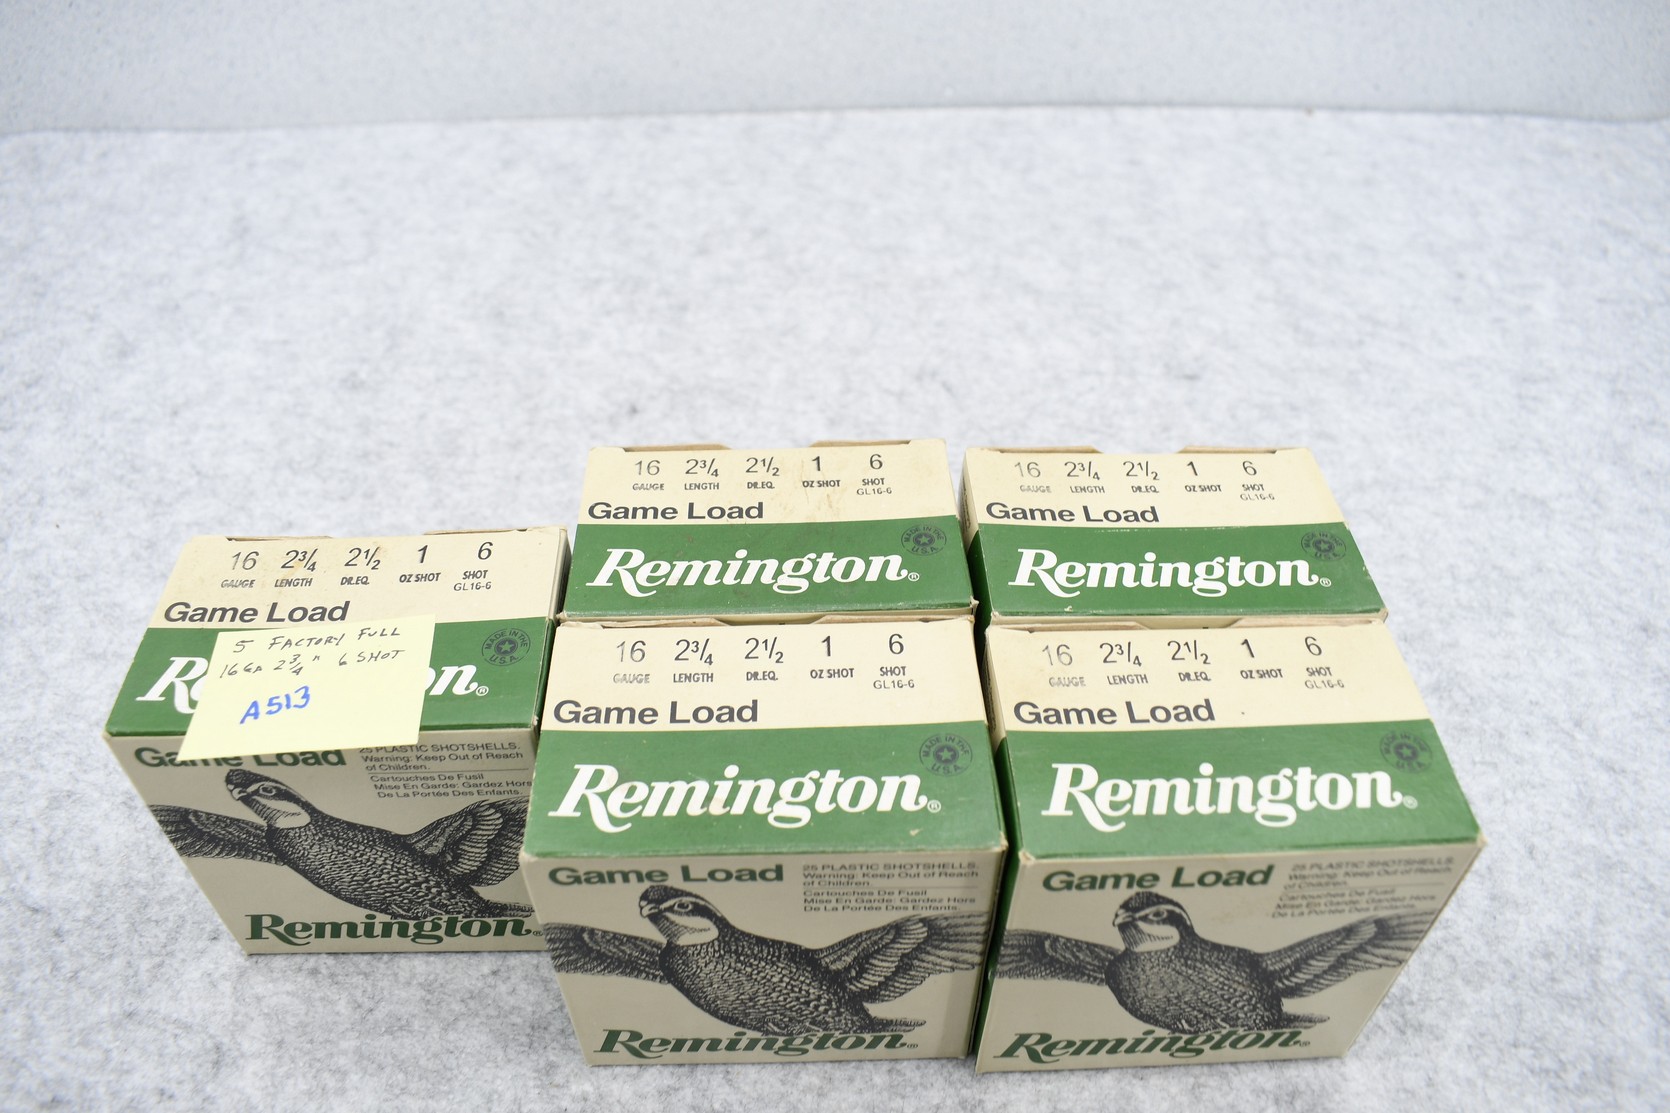 16 2¾ 2½ 1 6
GAUGE LENGTH DR.EQ. OZ SHOT SHOT
GL16-6
Game Load
MADE IN THE U.S.A.
Remington®
16 2¾ 2½ 1 6
GAUGE LENGTH DR.EQ. OZ SHOT SHOT
GL16-6
Game Load
MADE IN THE U.S.A.
Remington®
16 2¾ 2½ 1 6
GAUGE LENGTH DR.EQ. OZ SHOT SHOT
GL16-6
Game Load
MADE IN THE U.S.A.
R on®
5 FACTORY FULL
16 GA 2¾" 6 SHOT
A513
Game Load
25 PLASTIC SHOTSHELLS.
Warning: Keep Out of Reach
of Children.
Cartouches De Fusil
Mise En Garde: Gardez Hors
De La Portée Des Enfants.
Remington®
16 2¾ 2½ 1 6
GAUGE LENGTH DR.EQ. OZ SHOT SHOT
GL16-6
Game Load
MADE IN THE U.S.A.
Remington®
Game Load
25 PLASTIC SHOTSHELLS.
Warning: Keep Out of Reach
of Children.
Cartouches De Fusil
Mise En Garde: Gardez Hors
De La Portée Des Enfants.
Remington®
16 2¾ 2½ 1 6
GAUGE LENGTH DR.EQ. OZ SHOT SHOT
GL16-6
Game Load
MADE IN THE U.S.A.
Remington®
Game Load
25 PLASTIC SHOTSHELLS.
Warning: Keep Out of Reach
of Children.
Cartouches De Fusil
Mise En Garde: Gardez Hors
De La Portée Des Enfants.
Remington®